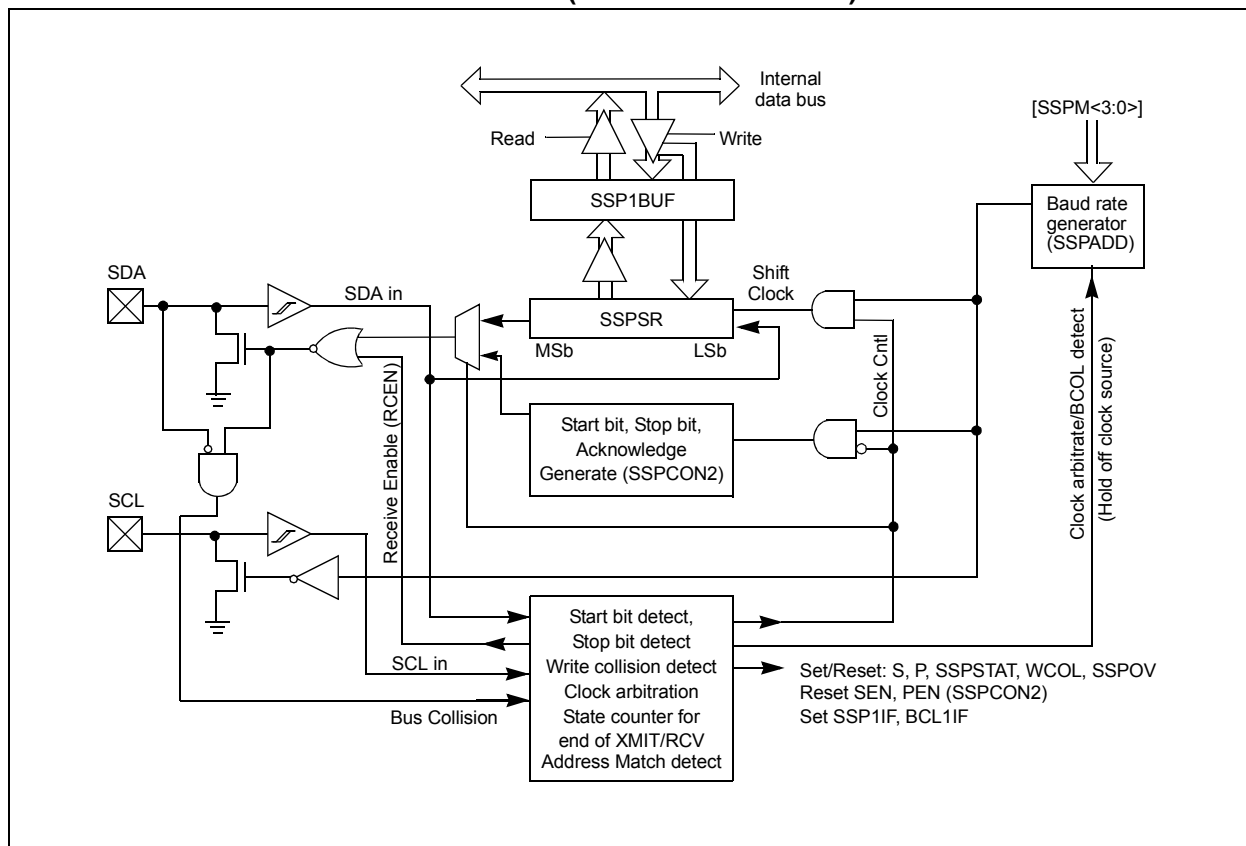 Internal
data bus
[SSPM<3:0>]
Read
Write
SSP1BUF
Baud rate
generator
(SSPADD)
SDA
SDA in
Shift
Clock
SSPSR
MSb
LSb
Clock Cntl
Clock arbitrate/BCOL detect
(Hold off clock source)
Receive Enable (RCEN)
Start bit, Stop bit,
Acknowledge
Generate (SSPCON2)
SCL
SCL in
Bus Collision
Start bit detect,
Stop bit detect
Write collision detect
Clock arbitration
State counter for
end of XMIT/RCV
Address Match detect
Set/Reset: S, P, SSPSTAT, WCOL, SSPOV
Reset SEN, PEN (SSPCON2)
Set SSP1IF, BCL1IF